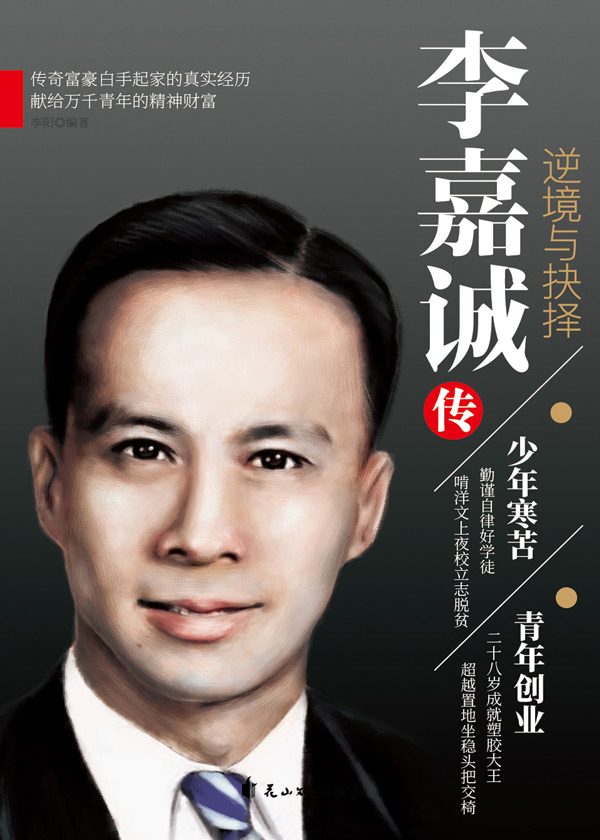 传奇富豪白手起家的真实经历
献给万千青年的精神财富
李阳◎编著
李嘉诚
传
逆境与抉择
少年寒苦
勤谨自律好学徒
啃洋文上夜校立志脱贫
青年创业
二十八岁成就塑胶大王
超越置地坐稳头把交椅